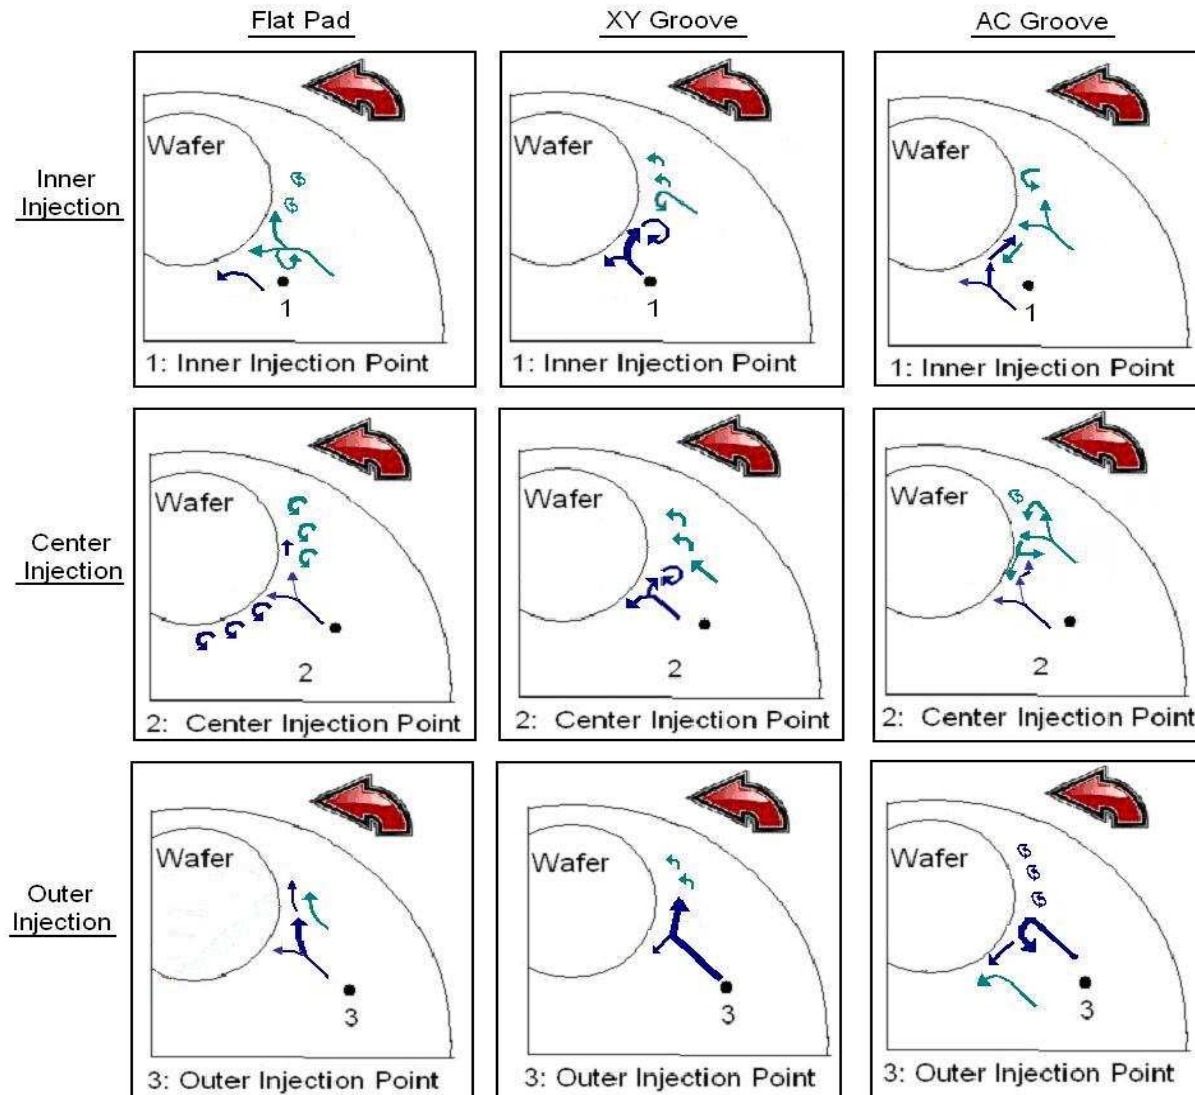 Flat Pad
XY Groove
AC Groove
Inner
Injection
Wafer
1
1: Inner Injection Point
Wafer
1
1: Inner Injection Point
Wafer
1
1: Inner Injection Point
Center
Injection
Wafer
2
2: Center Injection Point
Wafer
2
2: Center Injection Point
Wafer
2
2: Center Injection Point
Outer
Injection
Wafer
3
3: Outer Injection Point
Wafer
3
3: Outer Injection Point
Wafer
3
3: Outer Injection Point